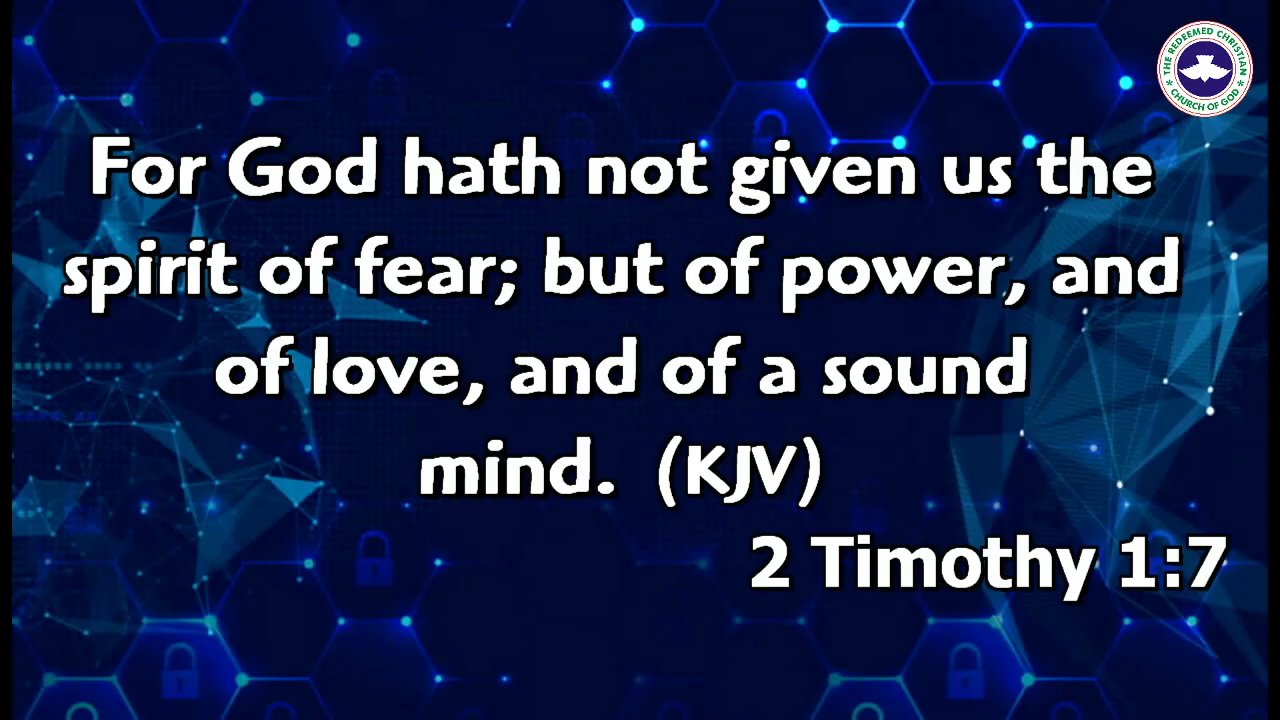 THE REDEEMED CHRISTIAN
CHURCH OF GOD
For God hath not given us the
spirit of fear; but of power, and
of love, and of a sound
mind. (KJV)
2 Timothy 1:7